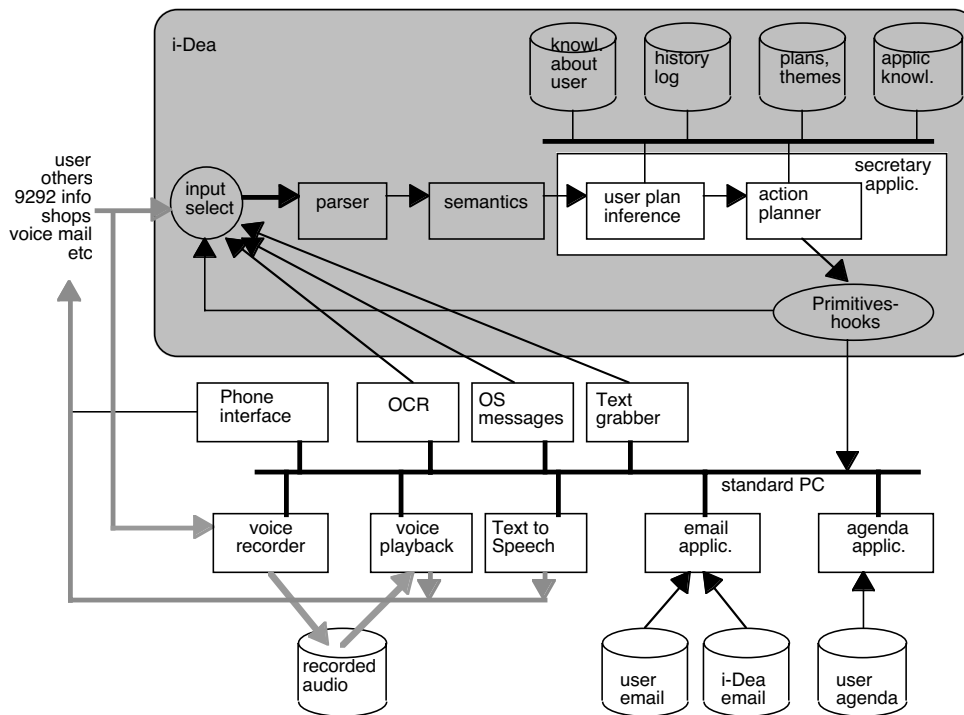 i-Dea
knowl.
about
user
history
log
plans,
themes
applic
knowl.
user
others
9292 info
shops
voice mail
etc
input
select
parser
semantics
secretary
applic.
user plan
inference
action
planner
Primitives-
hooks
Phone
interface
OCR
OS
messages
Text
grabber
standard PC
voice
recorder
voice
playback
Text to
Speech
email
applic.
agenda
applic.
recorded
audio
user
email
i-Dea
email
user
agenda